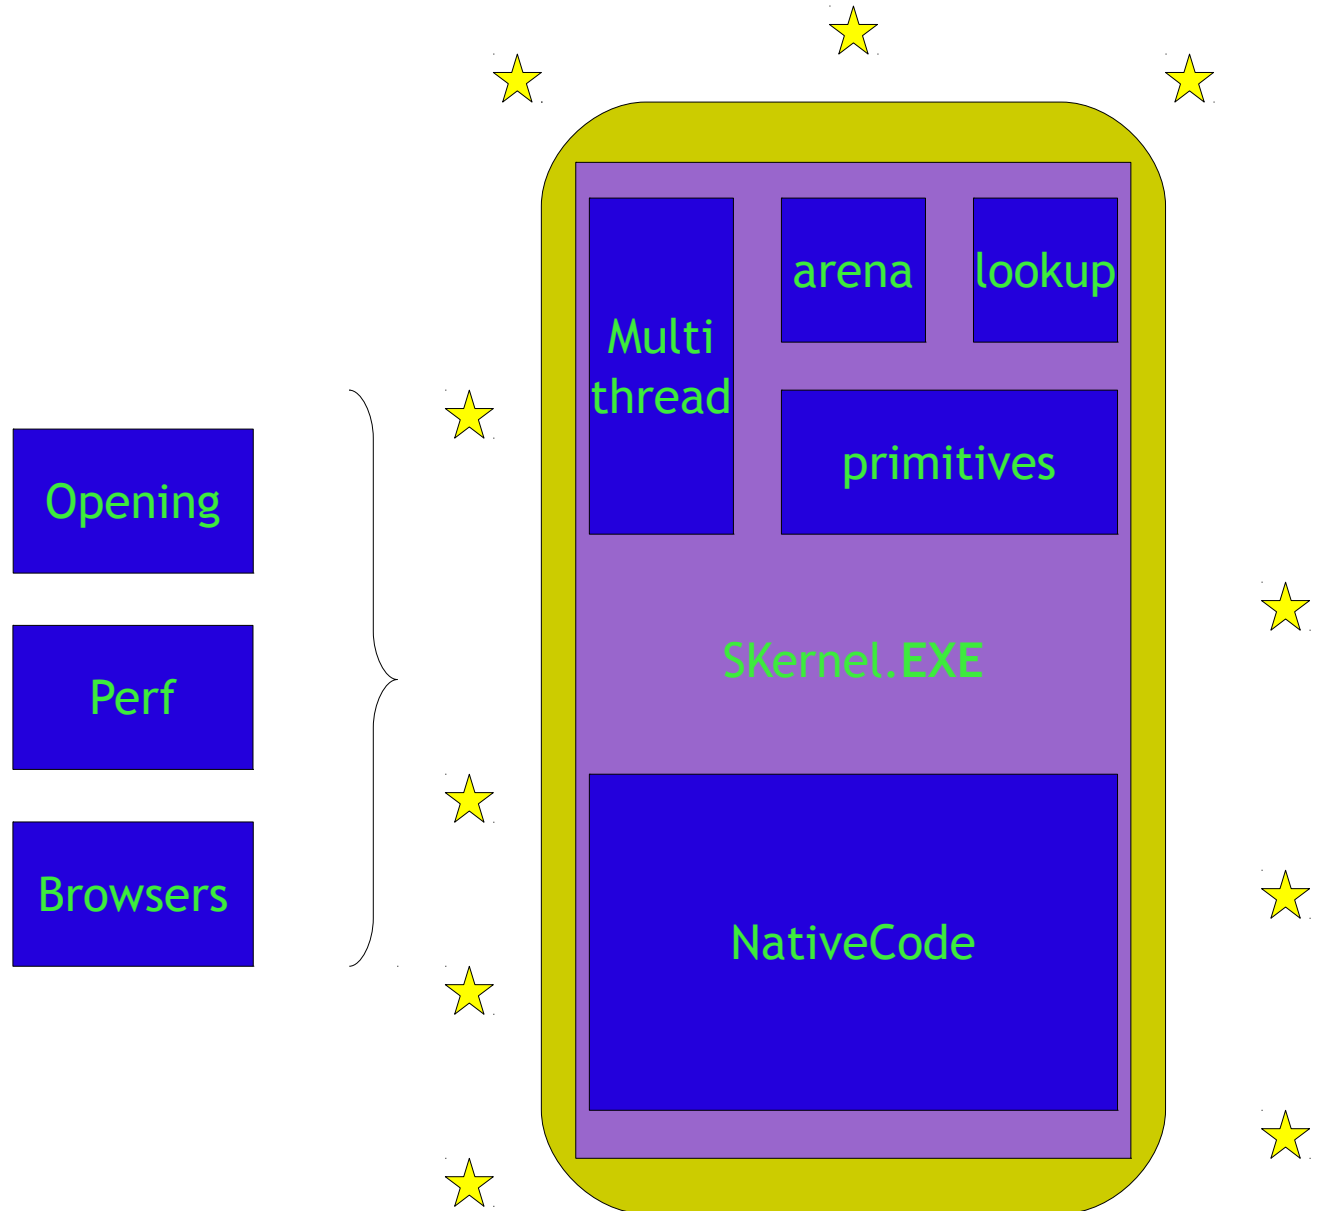 Opening
Perf
Browsers
Multi
thread
arena
lookup
primitives
SKernel.EXE
NativeCode